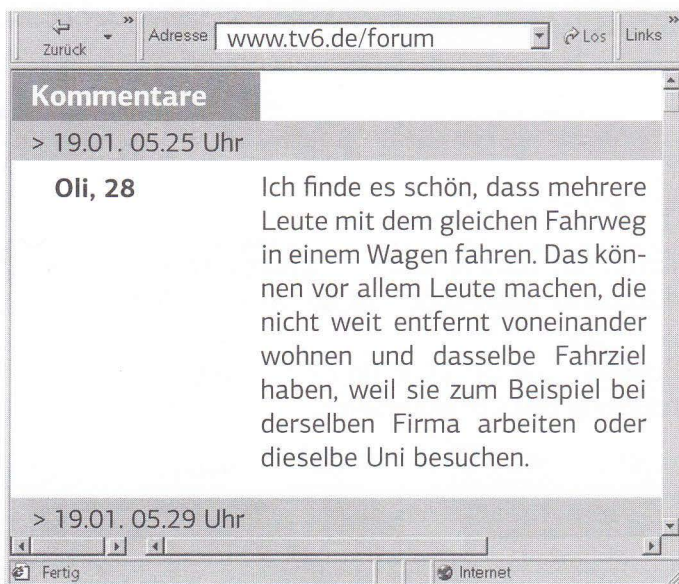 Zurück
Adresse www.tv6.de/forum Los Links
Kommentare
> 19.01. 05.25 Uhr
Oli, 28
Ich finde es schön, dass mehrere
Leute mit dem gleichen Fahrweg
in einem Wagen fahren. Das kön-
nen vor allem Leute machen, die
nicht weit entfernt voneinander
wohnen und dasselbe Fahrziel
haben, weil sie zum Beispiel bei
derselben Firma arbeiten oder
dieselbe Uni besuchen.
> 19.01. 05.29 Uhr
Fertig Internet